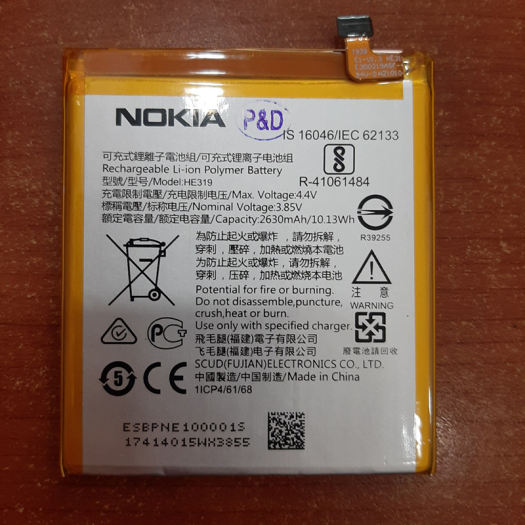 NOKIA
P&D
IS 16046/IEC 62133
可充式鋰離子電池組/可充式锂离子电池组
Rechargeable Li-ion Polymer Battery
型號/型号/Model:HE319
R-41061484
充電限制電壓/充电限制电压/Max. Voltage:4.4V
標稱電壓/标称电压/Nominal Voltage:3.85V
額定電容量/额定电容量/Capacity:2630mAh/10.13Wh
R39255
為防止起火或爆炸，請勿拆解，
穿刺，壓碎，加熱或燃燒本電池
为防止起火或爆炸，请勿拆解，
穿刺，压碎，加热或燃烧本电池
Potential for fire or burning.
Do not disassemble,puncture,
crush,heat or burn.
Use only with specified charger.
注 意
WARNING
飛毛腿(福建)電子有限公司
飞毛腿(福建)电子有限公司
廢電池請回收
SCUD(FUJIAN)ELECTRONICS CO., LTD.
中國製造/中国制造/Made in China
1ICP4/61/68
5
ESBPNE100001S
17414015WX3855